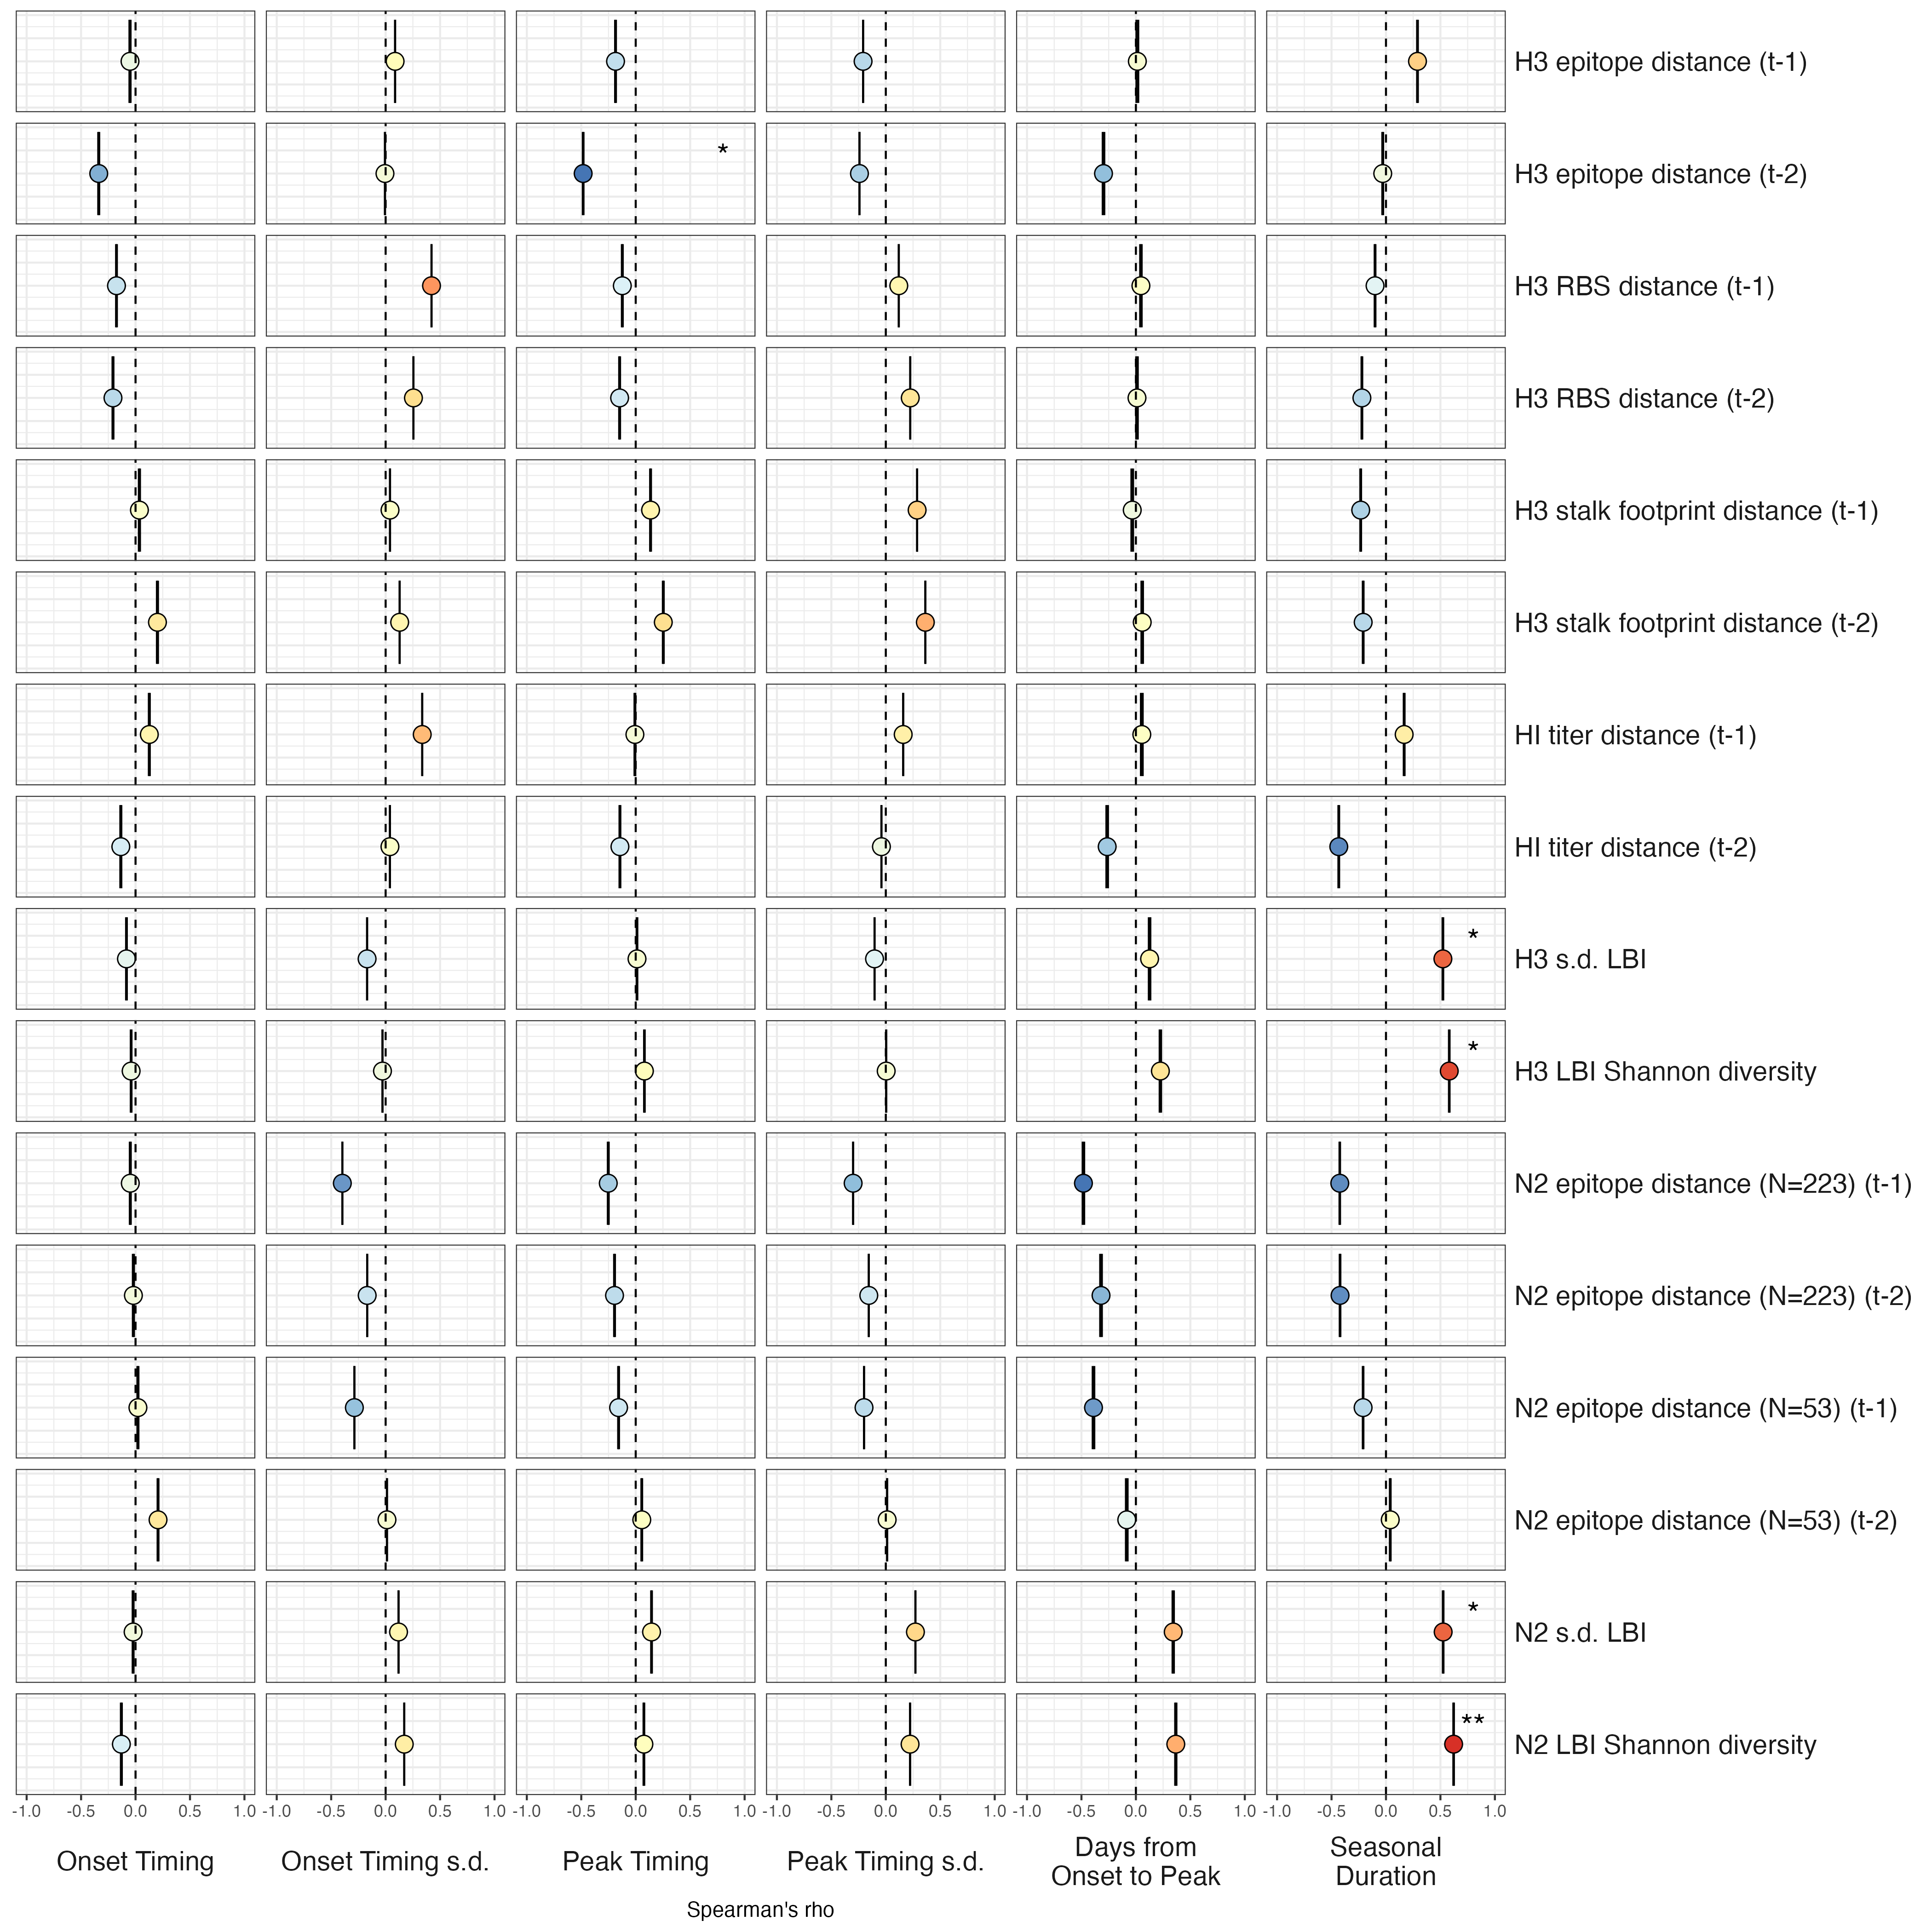 H3 epitope distance (t-1)
*
H3 epitope distance (t-2)
H3 RBS distance (t-1)
H3 RBS distance (t-2)
H3 stalk footprint distance (t-1)
H3 stalk footprint distance (t-2)
HI titer distance (t-1)
HI titer distance (t-2)
*
H3 s.d. LBI
*
H3 LBI Shannon diversity
N2 epitope distance (N=223) (t-1)
N2 epitope distance (N=223) (t-2)
N2 epitope distance (N=53) (t-1)
N2 epitope distance (N=53) (t-2)
*
N2 s.d. LBI
**
N2 LBI Shannon diversity
-1.0 -0.5 0.0 0.5 1.0 -1.0 -0.5 0.0 0.5 1.0 -1.0 -0.5 0.0 0.5 1.0 -1.0 -0.5 0.0 0.5 1.0 -1.0 -0.5 0.0 0.5 1.0 -1.0 -0.5 0.0 0.5 1.0
Onset Timing
Onset Timing s.d.
Peak Timing
Peak Timing s.d.
Days from
Onset to Peak
Seasonal
Duration
Spearman's rho